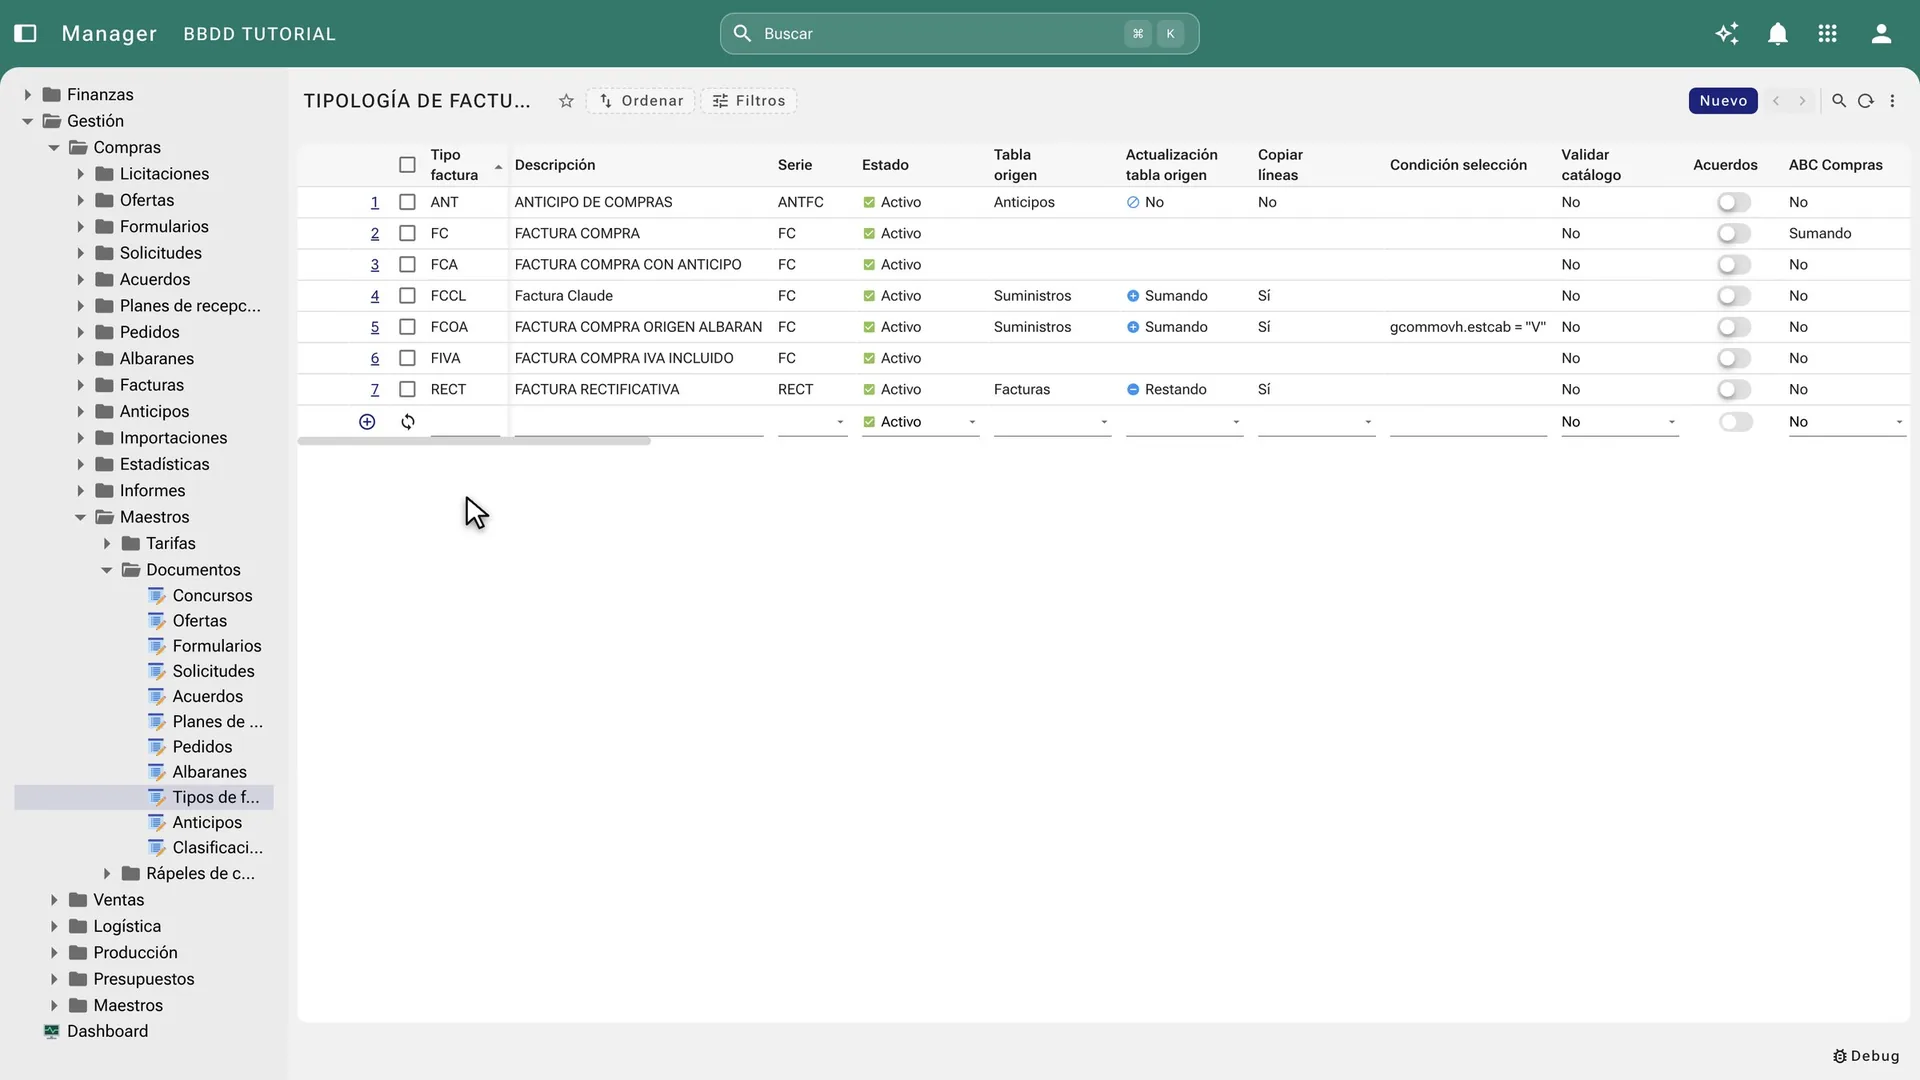 Manager BBDD TUTORIAL Buscar ⌘ K
Finanzas
Gestión
Compras
Licitaciones
Ofertas
Formularios
Solicitudes
Acuerdos
Planes de recepc...
Pedidos
Albaranes
Facturas
Anticipos
Importaciones
Estadísticas
Informes
Maestros
Tarifas
Documentos
Concursos
Ofertas
Formularios
Solicitudes
Acuerdos
Planes de ...
Pedidos
Albaranes
Tipos de f...
Anticipos
Clasificaci...
Rápeles de c...
Ventas
Logística
Producción
Presupuestos
Maestros
Dashboard
TIPOLOGÍA DE FACTU... Ordenar Filtros Nuevo
Tipo factura Descripción Serie Estado Tabla origen Actualización tabla origen Copiar líneas Condición selección Validar catálogo Acuerdos ABC Compras
1 ANT ANTICIPO DE COMPRAS ANTFC Activo Anticipos No No No No
2 FC FACTURA COMPRA FC Activo No Sumando
3 FCA FACTURA COMPRA CON ANTICIPO FC Activo No No
4 FCCL Factura Claude FC Activo Suministros Sumando Sí No No
5 FCOA FACTURA COMPRA ORIGEN ALBARAN FC Activo Suministros Sumando Sí gcommovh.estcab = "V" No No
6 FIVA FACTURA COMPRA IVA INCLUIDO FC Activo No No
7 RECT FACTURA RECTIFICATIVA RECT Activo Facturas Restando Sí No No
Activo No No
Debug